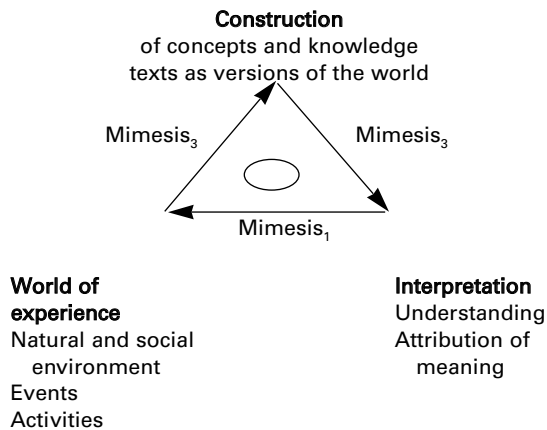 Construction
of concepts and knowledge
texts as versions of the world
Mimesis₃
Mimesis₃
Mimesis₁
World of
experience
Natural and social
environment
Events
Activities
Interpretation
Understanding
Attribution of
meaning